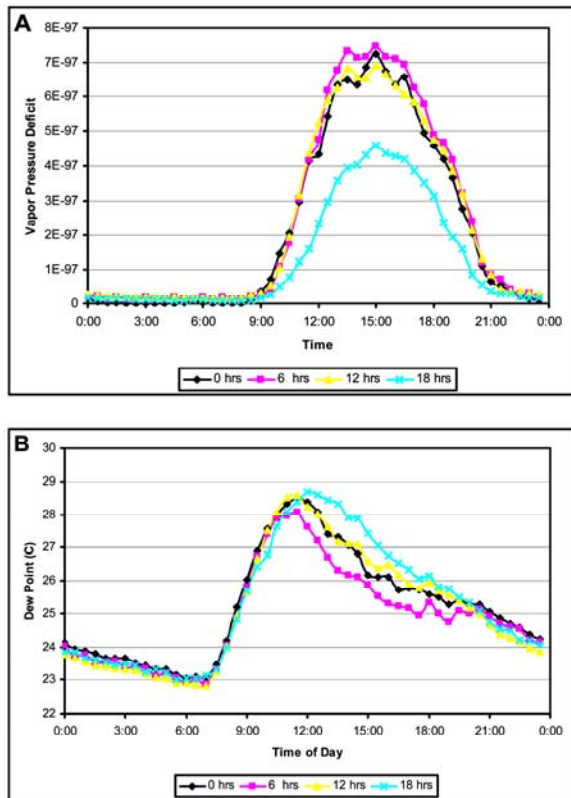 A
8E-97
7E-97
6E-97
5E-97
4E-97
3E-97
2E-97
1E-97
0
Vapor Pressure Deficit
0:00 3:00 6:00 9:00 12:00 15:00 18:00 21:00 0:00
Time
0 hrs 6 hrs 12 hrs 18 hrs
B
30
29
28
27
26
25
24
23
22
Dew Point (C)
0:00 3:00 6:00 9:00 12:00 15:00 18:00 21:00 0:00
Time of Day
0 hrs 6 hrs 12 hrs 18 hrs